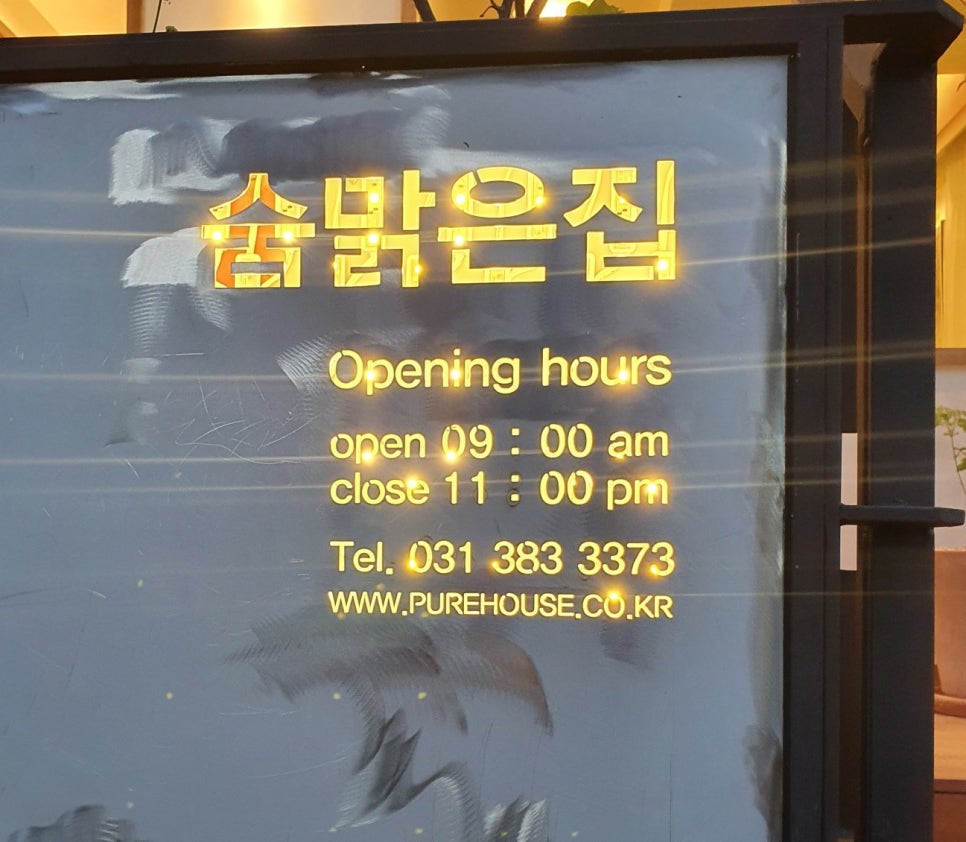 숨맑은집
Opening hours
open 09 : 00 am
close 11 : 00 pm
Tel. 031 383 3373
WWW.PUREHOUSE.CO.KR